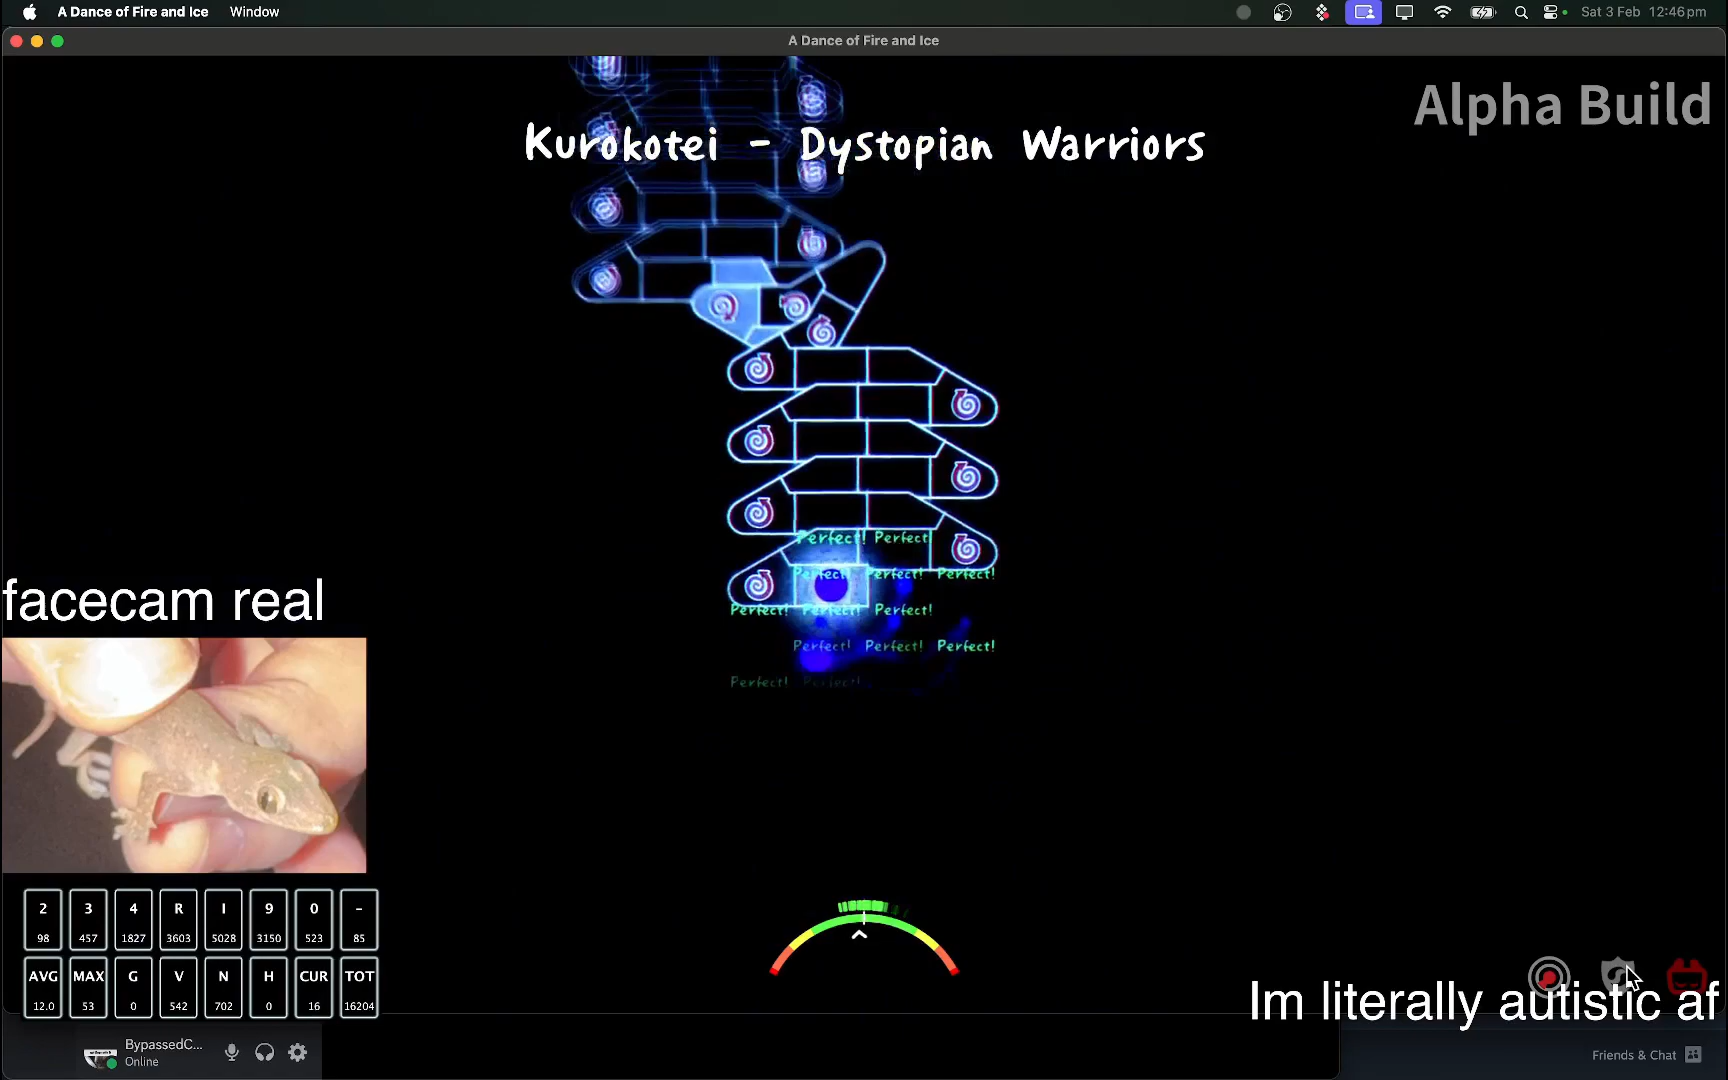 A Dance of Fire and Ice Window Sat 3 Feb 12:46pm
A Dance of Fire and Ice
Alpha Build
Kurokotei - Dystopian Warriors
Perfect! Perfect!
Perfect! Perfect! Perfect!
Perfect! Perfect! Perfect!
Perfect! Perfect! Perfect!
Perfect! Perfect!
facecam real
2 3 4 R I 9 0 -
98 457 1827 3603 5028 3150 523 85
AVG MAX G V N H CUR TOT
12.0 53 0 542 702 0 16 16204
Im literally autistic af
BypassedC...
Online
Friends & Chat